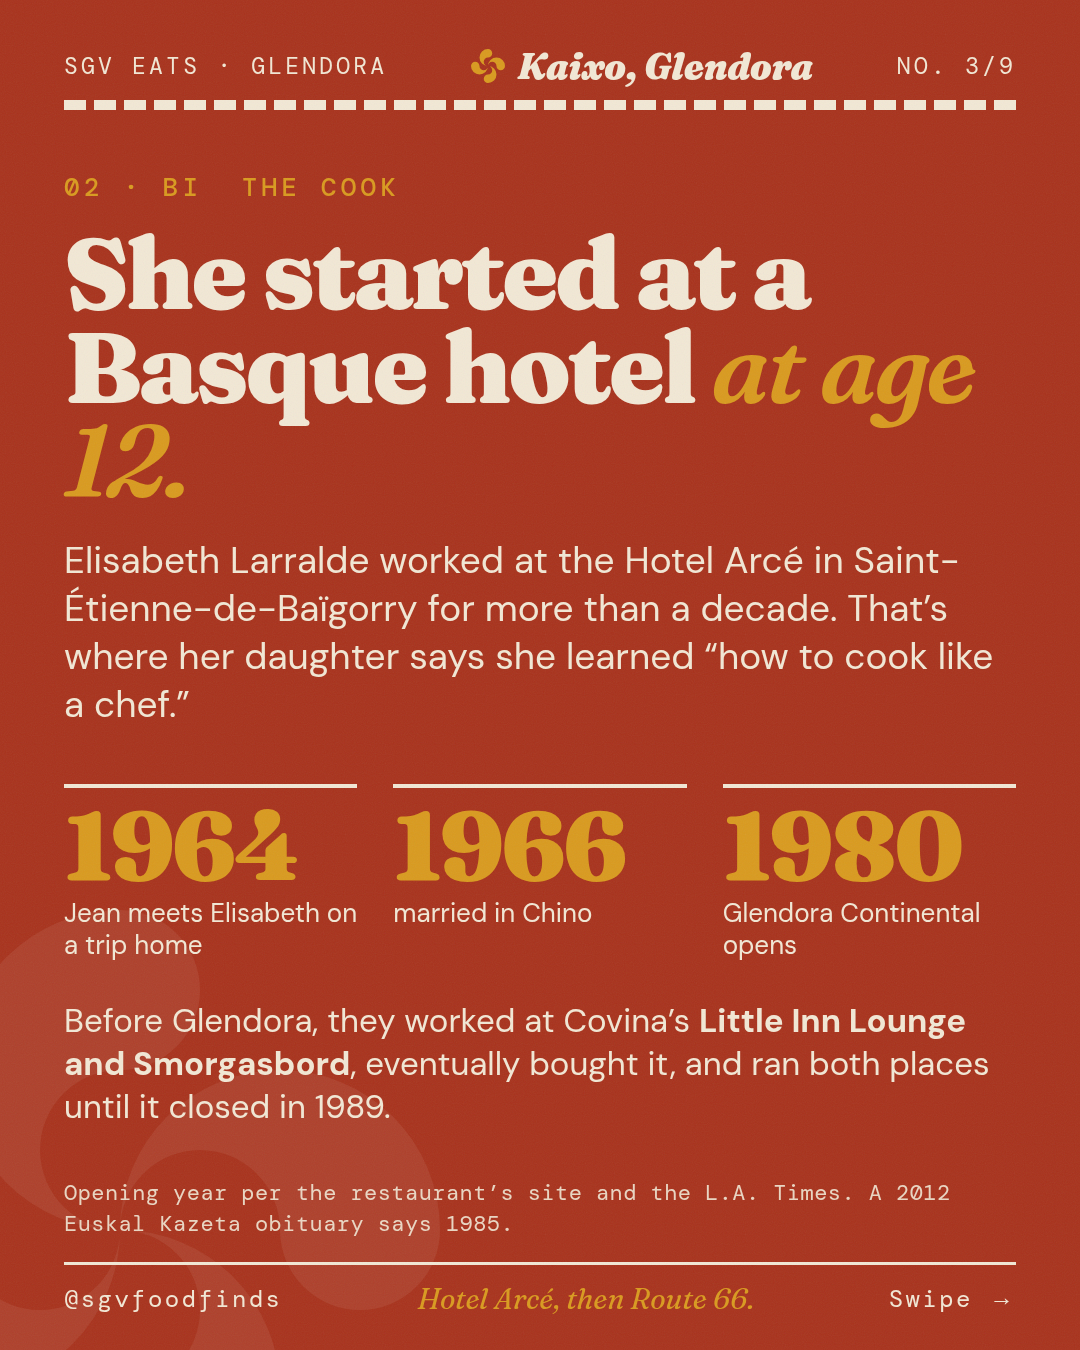 SGV EATS · GLENDORA
Kaixo, Glendora
NO. 3/9
02 · BI THE COOK
She started at a
Basque hotel at age
12.
Elisabeth Larralde worked at the Hotel Arcé in Saint-
Étienne-de-Baïgorry for more than a decade. That’s
where her daughter says she learned “how to cook like
a chef.”
1964
Jean meets Elisabeth on
a trip home
1966
married in Chino
1980
Glendora Continental
opens
Before Glendora, they worked at Covina’s Little Inn Lounge
and Smorgasbord, eventually bought it, and ran both places
until it closed in 1989.
Opening year per the restaurant’s site and the L.A. Times. A 2012
Euskal Kazeta obituary says 1985.
@sgvfoodfinds
Hotel Arcé, then Route 66.
Swipe →